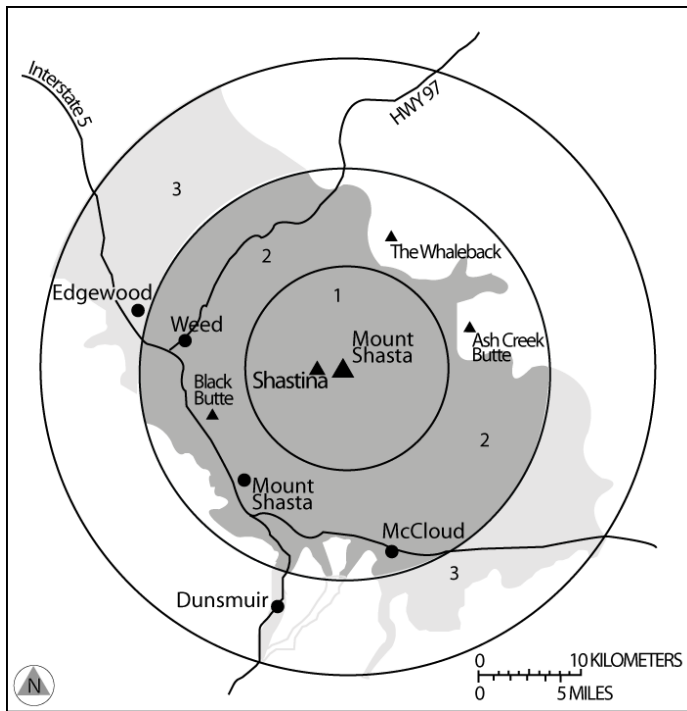 Interstate 5
HWY 97
3
2
The Whaleback
1
Edgewood
Weed
Mount
Shasta
Ash Creek
Butte
Shastina
Black
Butte
2
Mount
Shasta
McCloud
3
Dunsmuir
0 10 KILOMETERS
0 5 MILES
N